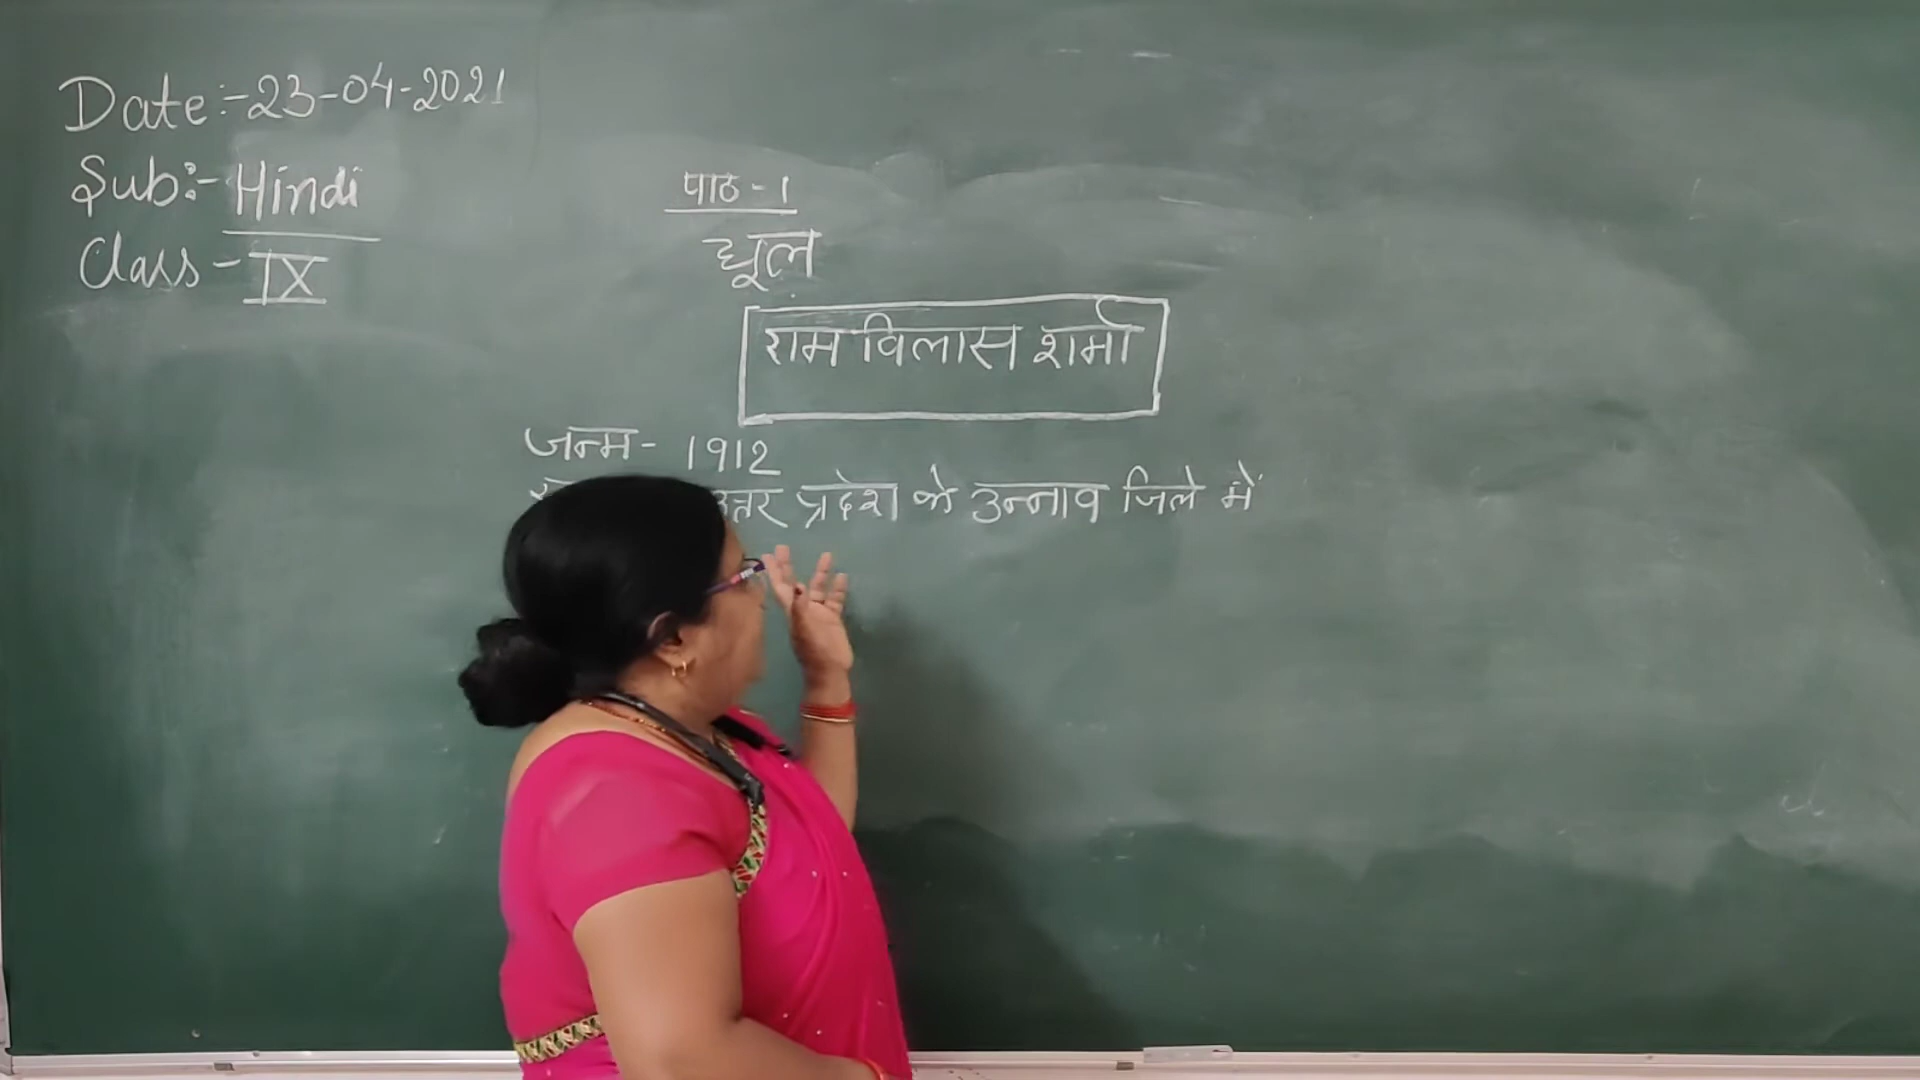 Date:-23-04-2021
Sub:- Hindi
Class - IX
पाठ - 1
धूल
राम विलास शर्मा
जन्म - 1912
उत्तर प्रदेश के उन्नाव जिले में